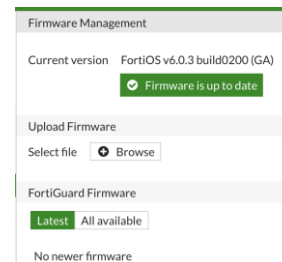 Firmware Management
Current version FortiOS v6.0.3 build0200 (GA)
Firmware is up to date
Upload Firmware
Select file Browse
FortiGuard Firmware
Latest All available
No newer firmware